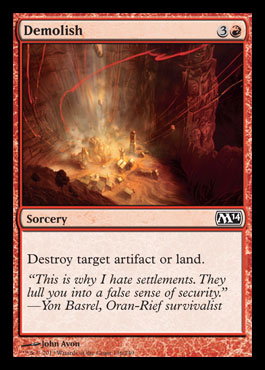 Demolish 3
Sorcery M14
Destroy target artifact or land.
“This is why I hate settlements. They
lull you into a false sense of security.”
—Yon Basrel, Oran-Rief survivalist
John Avon